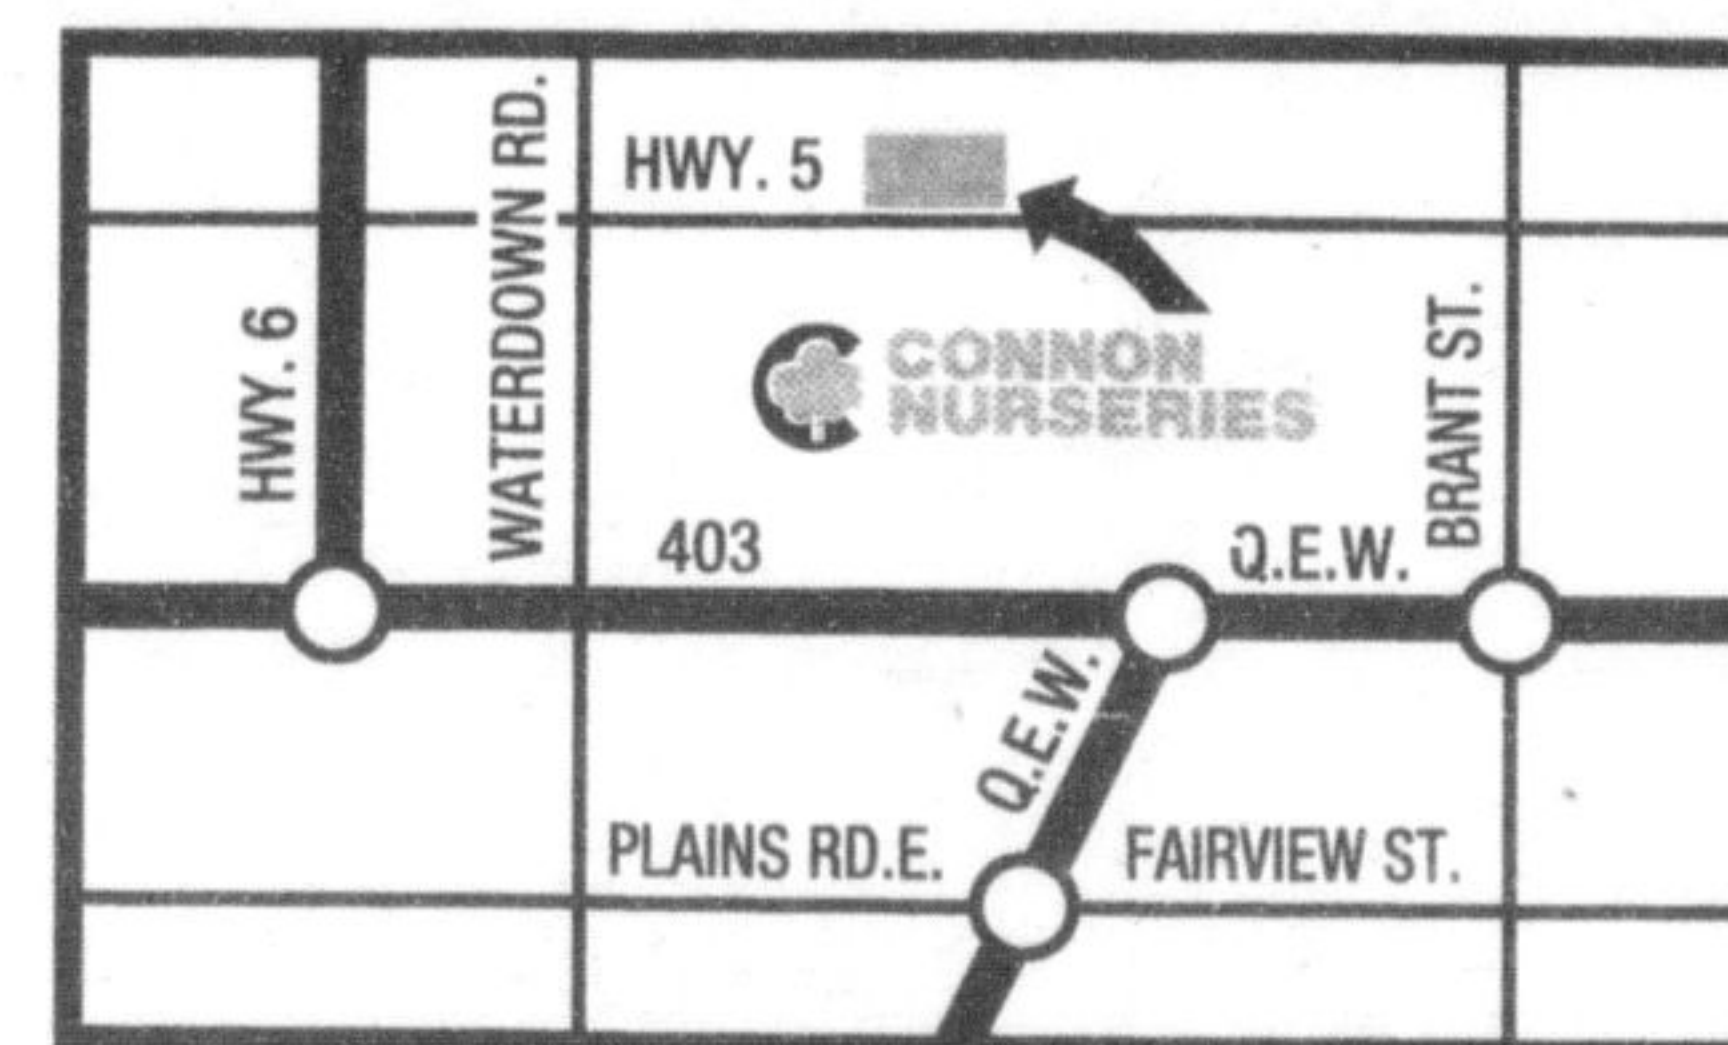 WATERDOWN RD.
HWY. 5
HWY. 6
CONNON
NURSERIES
BRANT ST.
403
Q.E.W.
Q.E.W.
PLAINS RD.E.
FAIRVIEW ST.